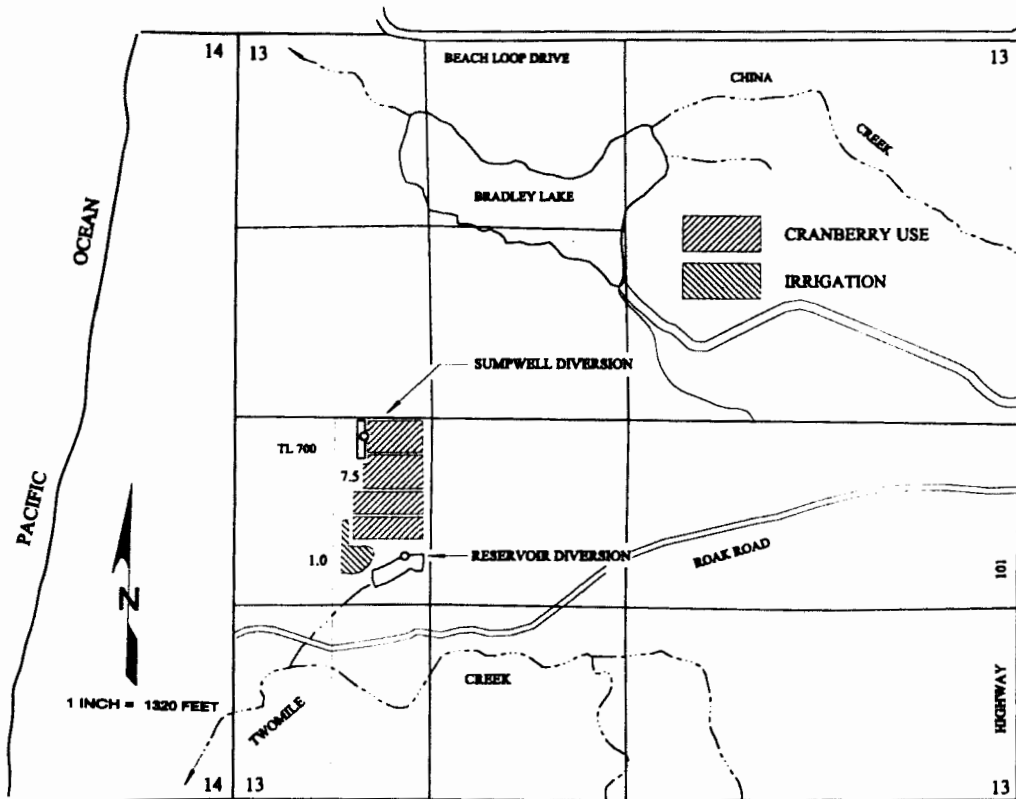 14
13
BEACH LOOP DRIVE
13
CHINA
CREEK
BRADLEY LAKE
OCEAN
CRANBERRY USE
IRRIGATION
SUMPWELL DIVERSION
TL 700
7.5
PACIFIC
1.0
RESERVOIR DIVERSION
ROAK ROAD
101
N
CREEK
HIGHWAY
1 INCH = 1320 FEET
TWOMILE
14
13
13